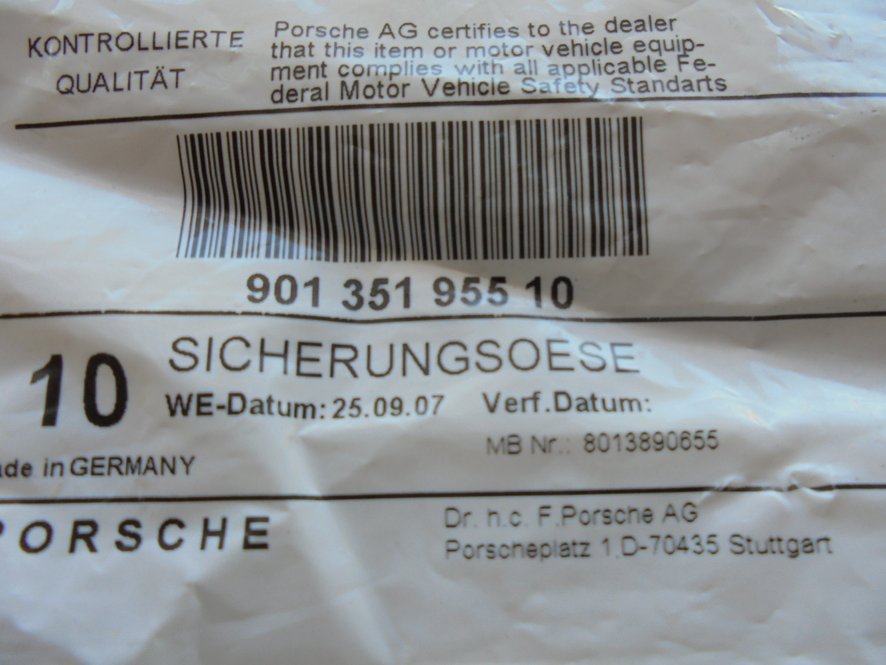 KONTROLLIERTE
QUALITÄT
Porsche AG certifies to the dealer
that this item or motor vehicle equip-
ment complies with all applicable Fe-
deral Motor Vehicle Safety Standarts
901 351 955 10
10
SICHERUNGSOESE
WE-Datum: 25.09.07 Verf.Datum:
MB Nr.: 8013890655
ade in GERMANY
PORSCHE
Dr. h.c. F.Porsche AG
Porscheplatz 1 D-70435 Stuttgart